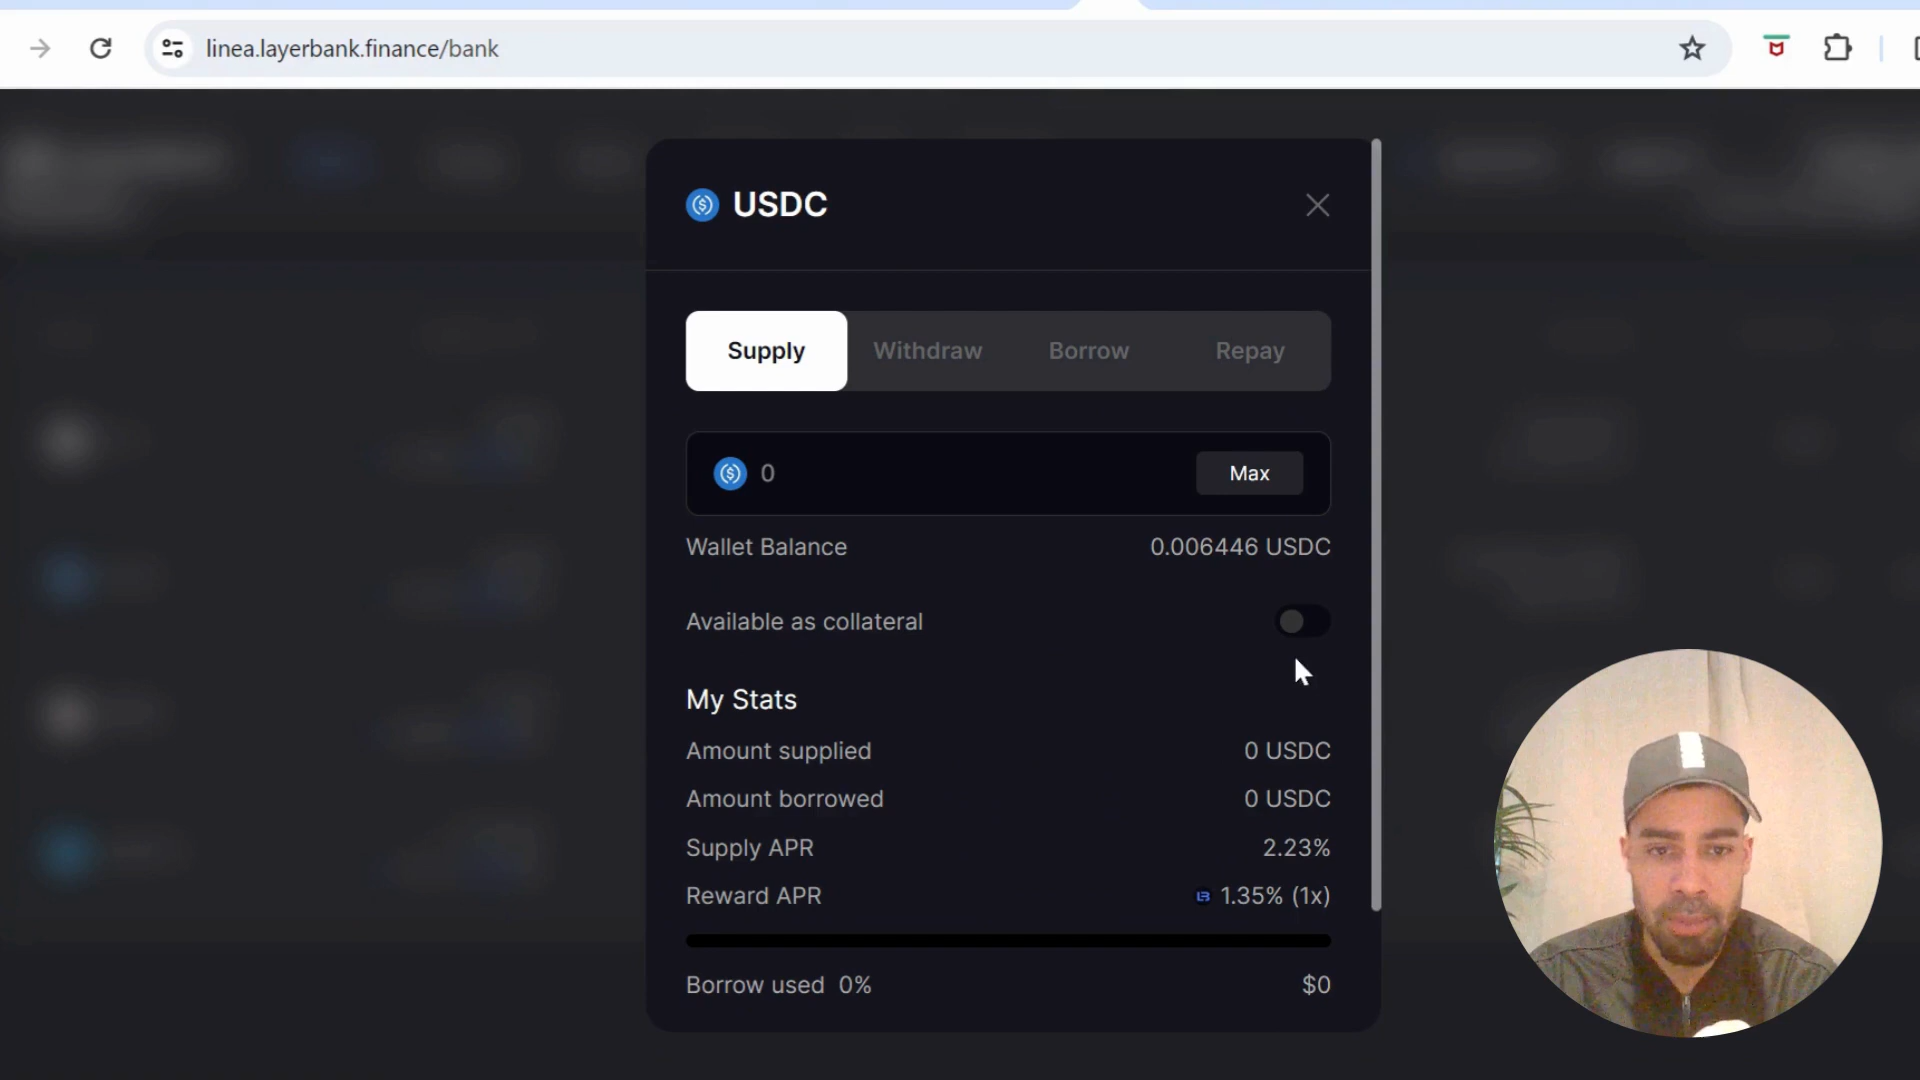 linea.layerbank.finance/bank
USDC
Supply Withdraw Borrow Repay
0 Max
Wallet Balance 0.006446 USDC
Available as collateral
My Stats
Amount supplied 0 USDC
Amount borrowed 0 USDC
Supply APR 2.23%
Reward APR 1.35% (1x)
Borrow used 0% $0